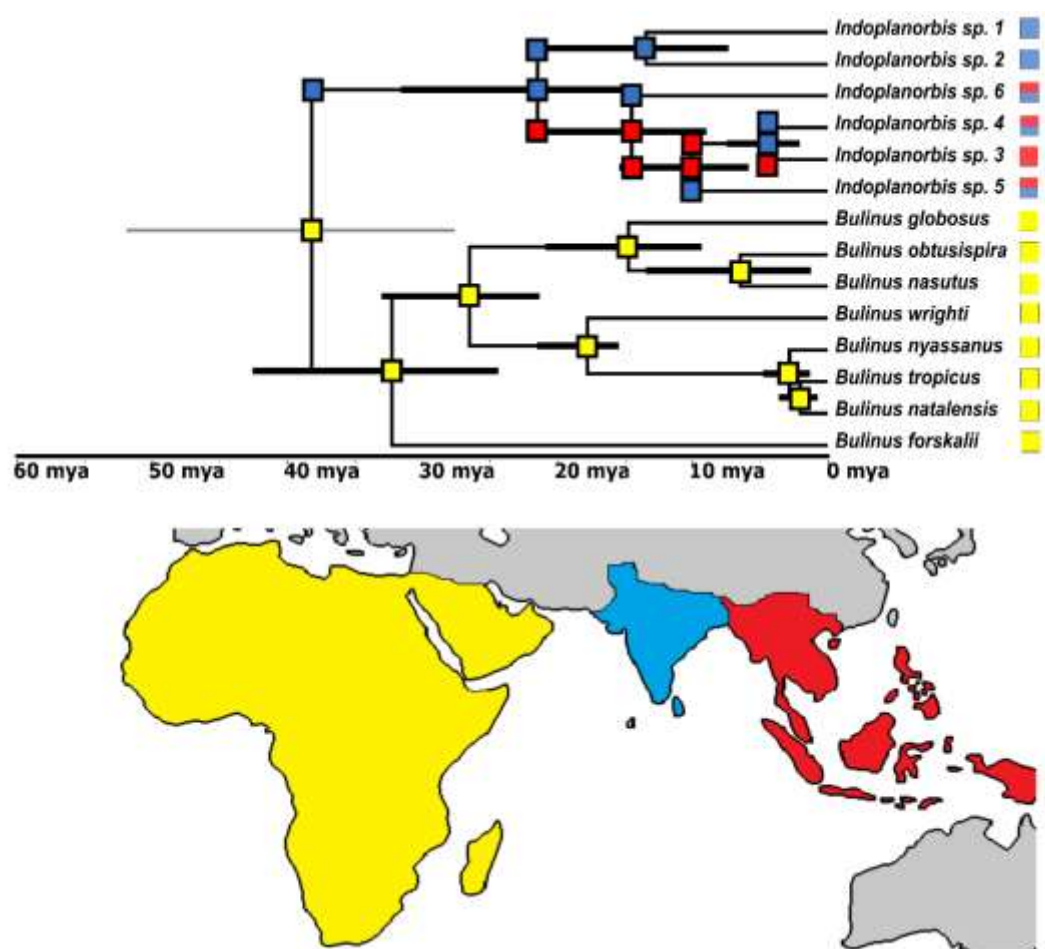 Indoplanorbis sp. 1
Indoplanorbis sp. 2
Indoplanorbis sp. 6
Indoplanorbis sp. 4
Indoplanorbis sp. 3
Indoplanorbis sp. 5
Bulinus globosus
Bulinus obtusispira
Bulinus nasutus
Bulinus wrighti
Bulinus nyassanus
Bulinus tropicus
Bulinus natalensis
Bulinus forskalii
60 mya 50 mya 40 mya 30 mya 20 mya 10 mya 0 mya